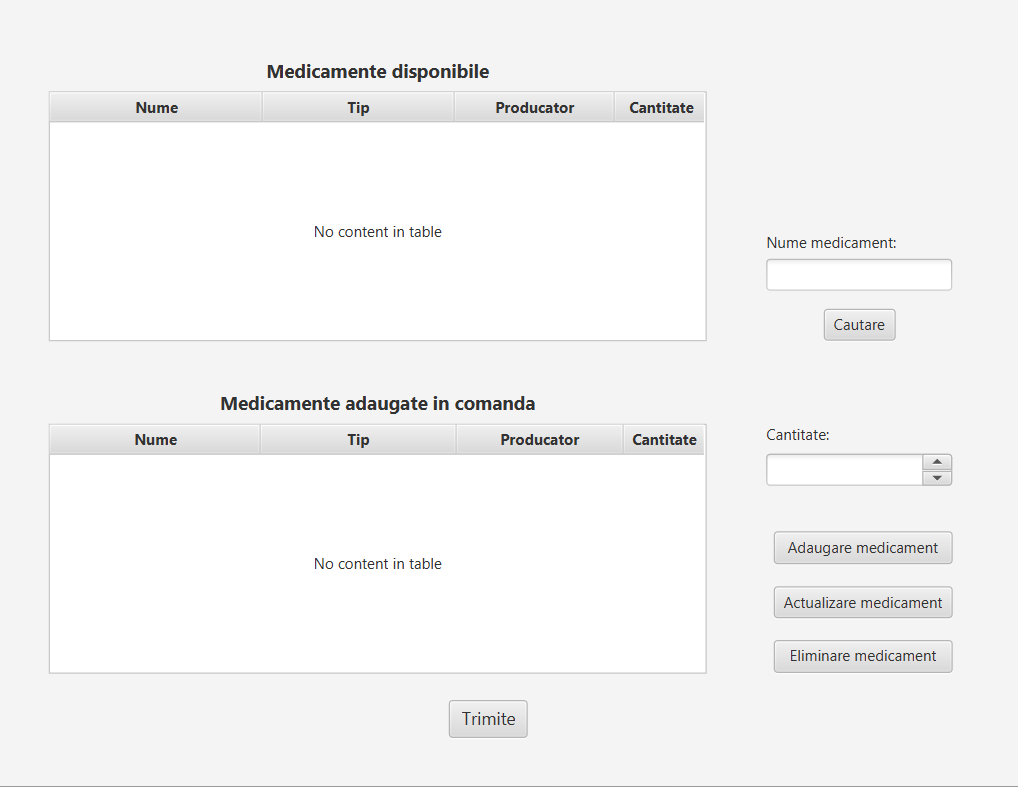 Medicamente disponibile
Nume Tip Producator Cantitate
No content in table
Nume medicament:
Cautare
Medicamente adaugate in comanda
Nume Tip Producator Cantitate
No content in table
Cantitate:
Adaugare medicament
Actualizare medicament
Eliminare medicament
Trimite